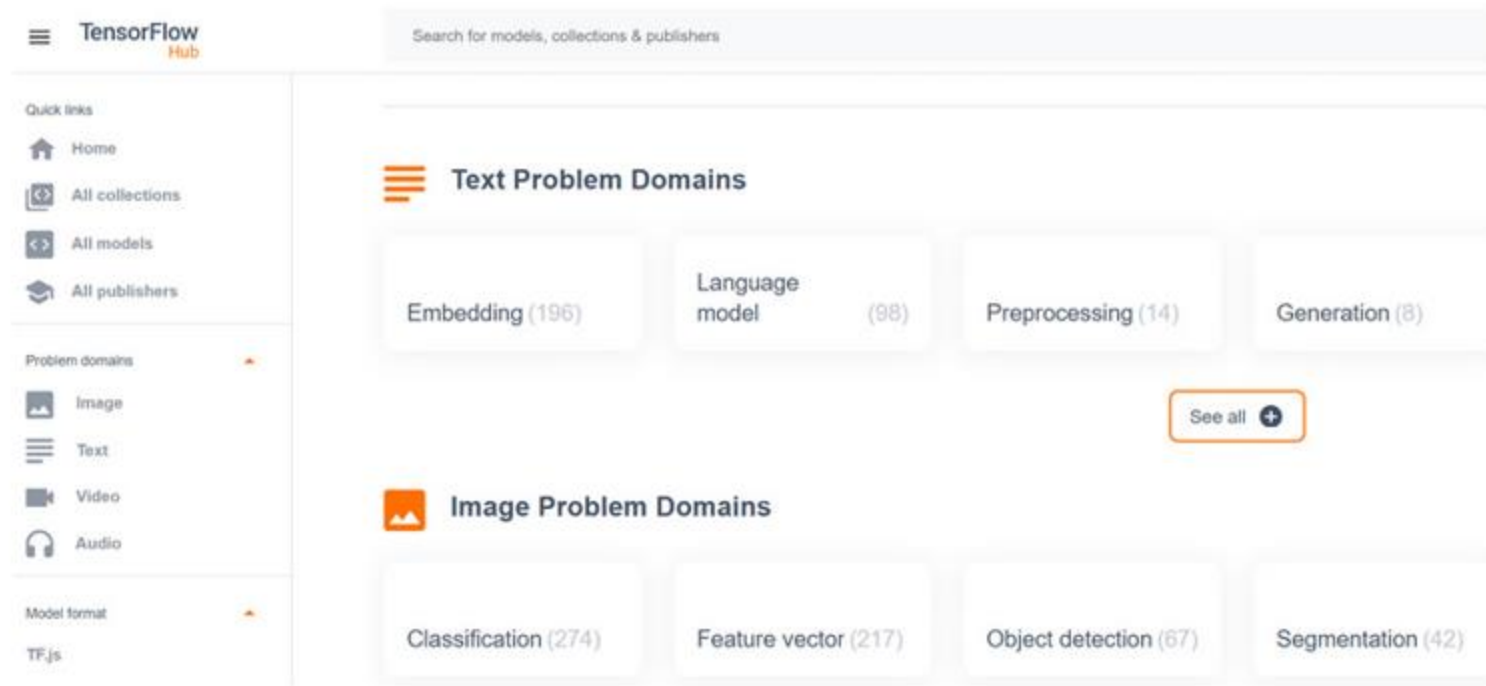 TensorFlow
Hub
Search for models, collections & publishers
Quick links
Home
All collections
All models
All publishers
Problem domains
Image
Text
Video
Audio
Model format
TF.js
Text Problem Domains
Embedding (196)
Language
model (98)
Preprocessing (14)
Generation (8)
See all
Image Problem Domains
Classification (274)
Feature vector (217)
Object detection (67)
Segmentation (42)